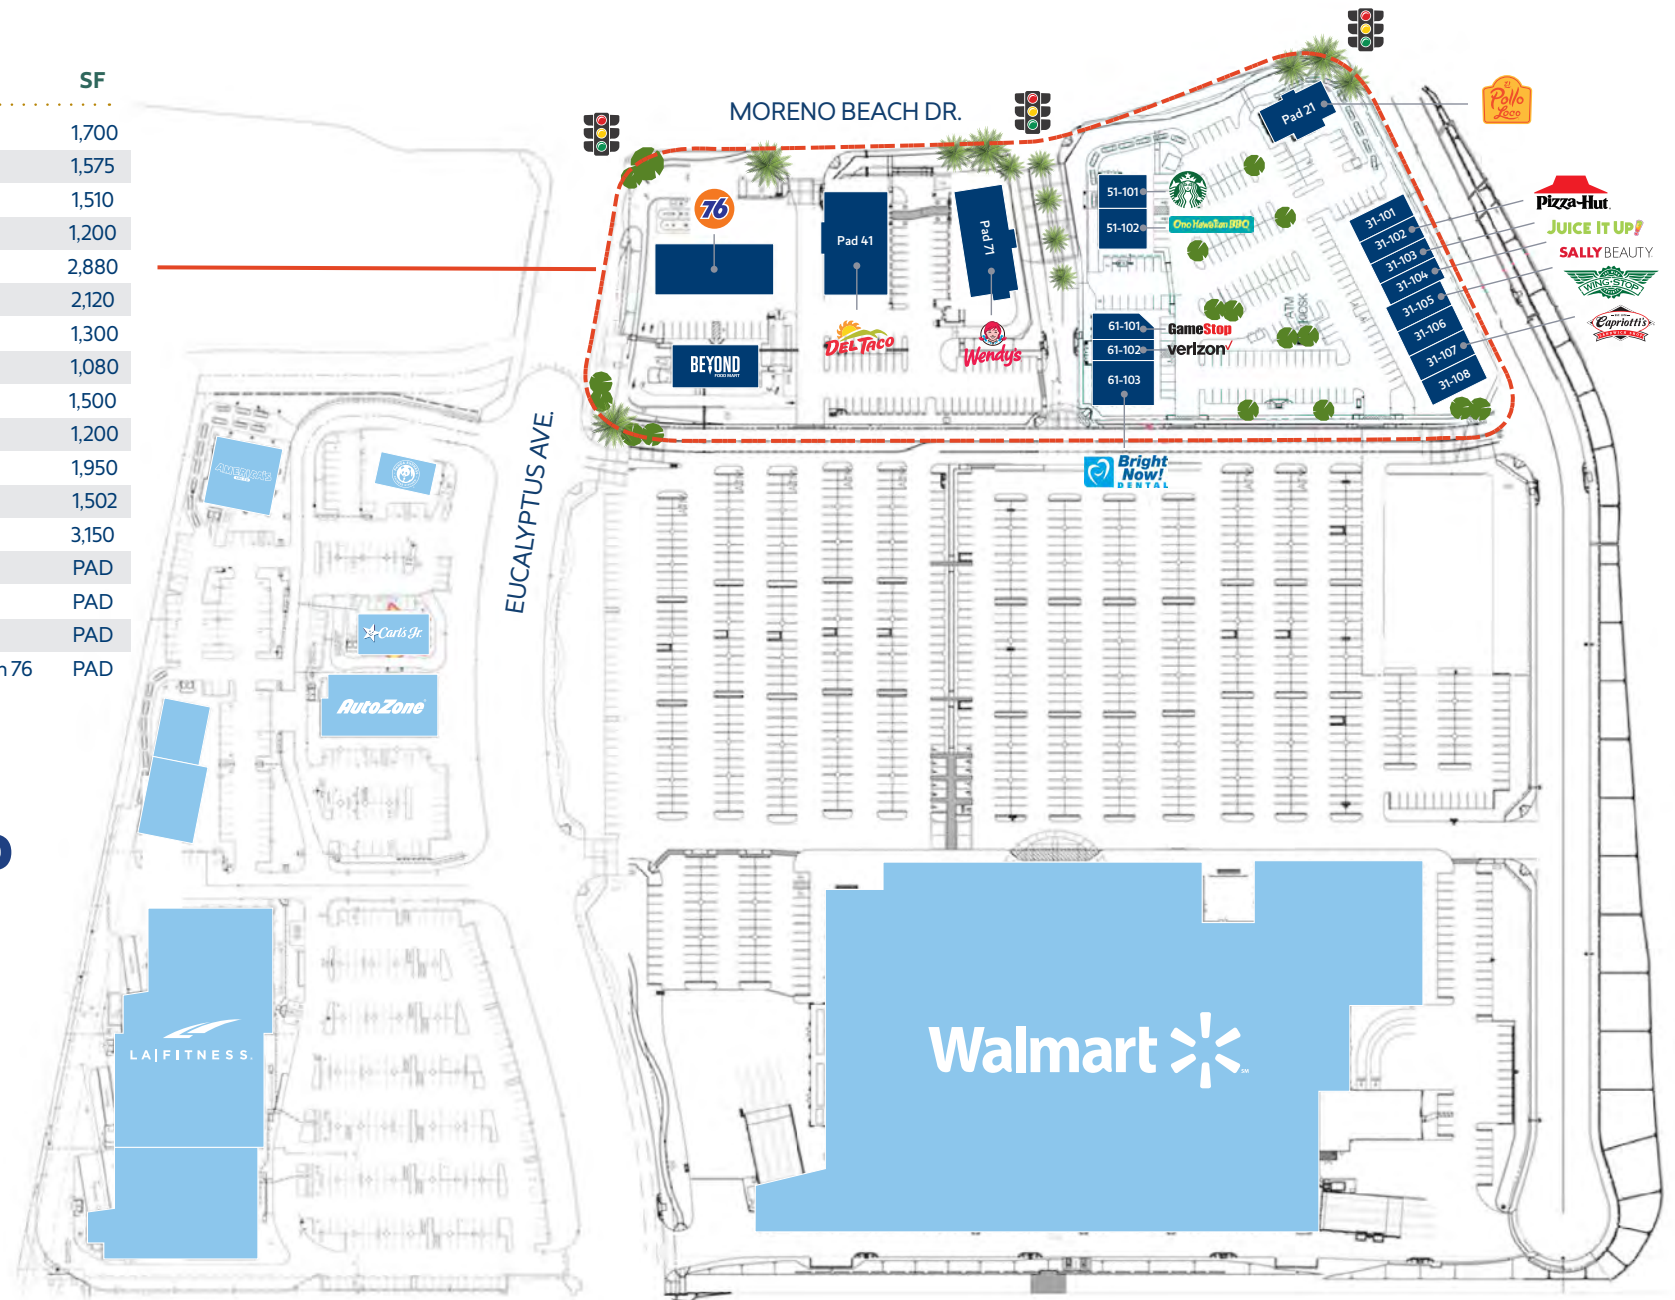 SF
1,700
1,575
1,510
1,200
2,880
2,120
1,300
1,080
1,500
1,200
1,950
1,502
3,150
PAD
PAD
PAD
76 PAD
MORENO BEACH DR.
EUCALYPTUS AVE.
76
BEYOND
FOOD MART
Pad 41
DEL TACO
Pad 71
Wendy's
51-101
51-102
Ono Hawaiian BBQ
61-101
61-102
61-103
GameStop
verizon
Bright
Now!
DENTAL
Pad 21
El
Pollo
Loco
ATM
KIOSK
31-101
31-102
31-103
31-104
31-105
31-106
31-107
31-108
Pizza Hut
JUICE IT UP!
SALLY BEAUTY
WING·STOP
Capriotti's
AMERICA'S
Carl's Jr.
AutoZone
LA|FITNESS.
Walmart